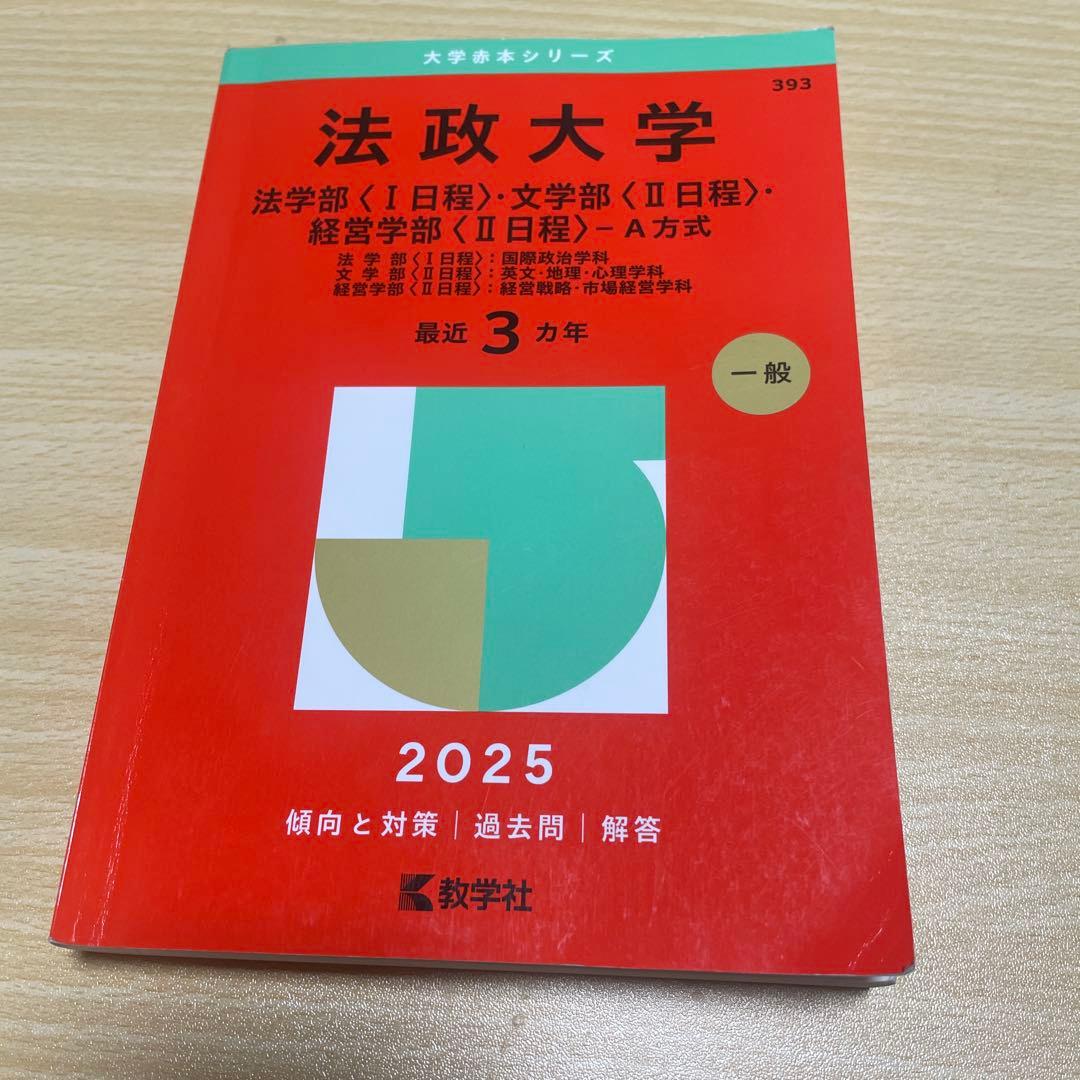 大学赤本シリーズ
393
法政大学
法学部〈Ⅰ日程〉・文学部〈Ⅱ日程〉・
経営学部〈Ⅱ日程〉－A方式
法学部〈Ⅰ日程〉：国際政治学科
文学部〈Ⅱ日程〉：英文・地理・心理学科
経営学部〈Ⅱ日程〉：経営戦略・市場経営学科
最近3カ年
一般
2025
傾向と対策｜過去問｜解答
教学社